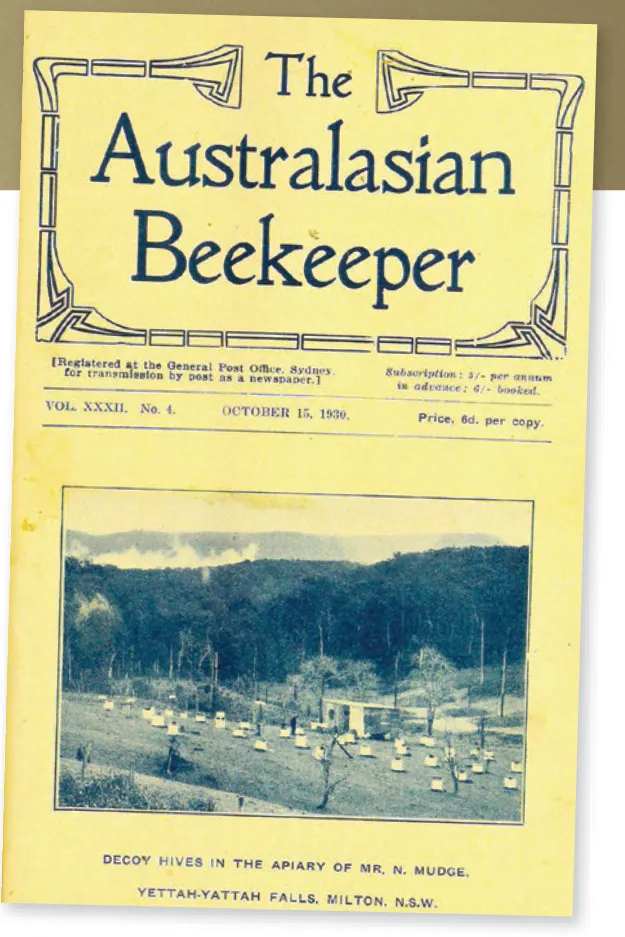 The
Australasian
Beekeeper
[Registered at the General Post Office, Sydney,
for transmission by post as a newspaper.]
Subscription: 5/- per annum
in advance; 6/- booked.
VOL. XXXII, No. 4.
OCTOBER 15, 1930.
Price, 6d. per copy.
DECOY HIVES IN THE APIARY OF MR. N. MUDGE,
YETTAH-YATTAH FALLS, MILTON, N.S.W.